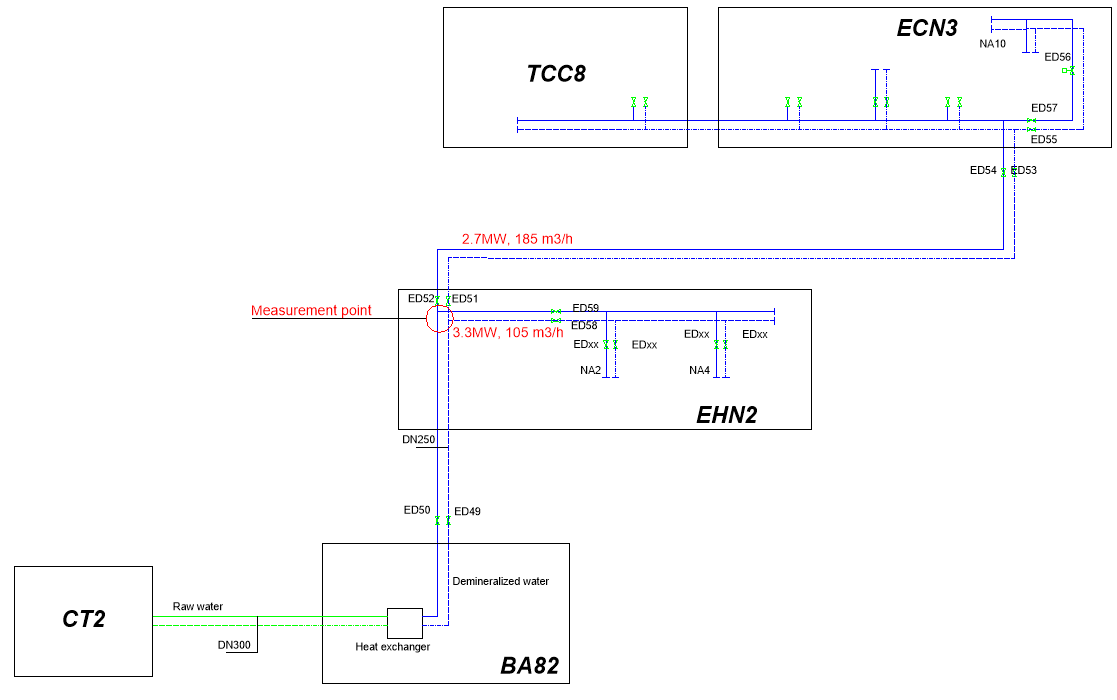 ECN3
NA10
TCC8
ED56
ED57
ED55
ED54
ED53
2.7MW, 185 m3/h
ED52
ED51
Measurement point
ED59
ED58
3.3MW, 105 m3/h
EDxx
EDxx
EDxx
EDxx
NA2
NA4
EHN2
DN250
ED50
ED49
Demineralized water
Raw water
CT2
DN300
Heat exchanger
BA82